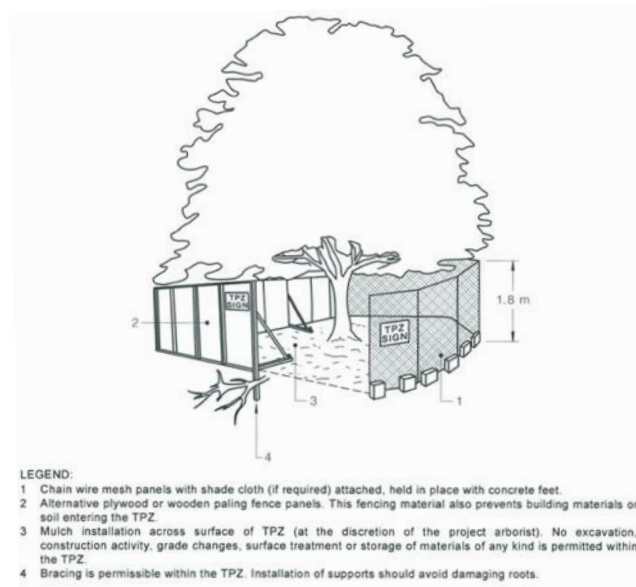 TPZ
SIGN
1.8 m
2
TPZ
SIGN
3
1
4
LEGEND:
1 Chain wire mesh panels with shade cloth (if required) attached, held in place with concrete feet.
2 Alternative plywood or wooden paling fence panels. This fencing material also prevents building materials or
soil entering the TPZ.
3 Mulch installation across surface of TPZ (at the discretion of the project arborist). No excavation,
construction activity, grade changes, surface treatment or storage of materials of any kind is permitted within
the TPZ.
4 Bracing is permissible within the TPZ. Installation of supports should avoid damaging roots.